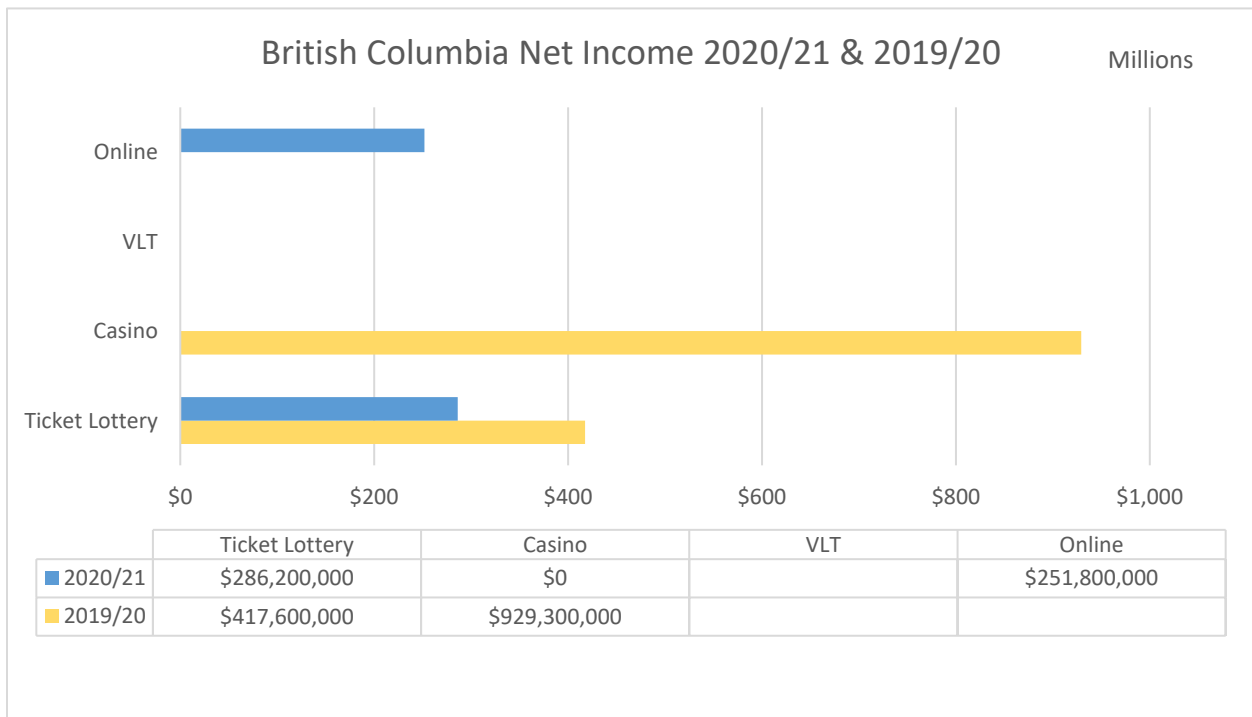 British Columbia Net Income 2020/21 & 2019/20
Millions
Online
VLT
Casino
Ticket Lottery
$0 $200 $400 $600 $800 $1,000
Ticket Lottery Casino VLT Online
2020/21 $286,200,000 $0 $251,800,000
2019/20 $417,600,000 $929,300,000